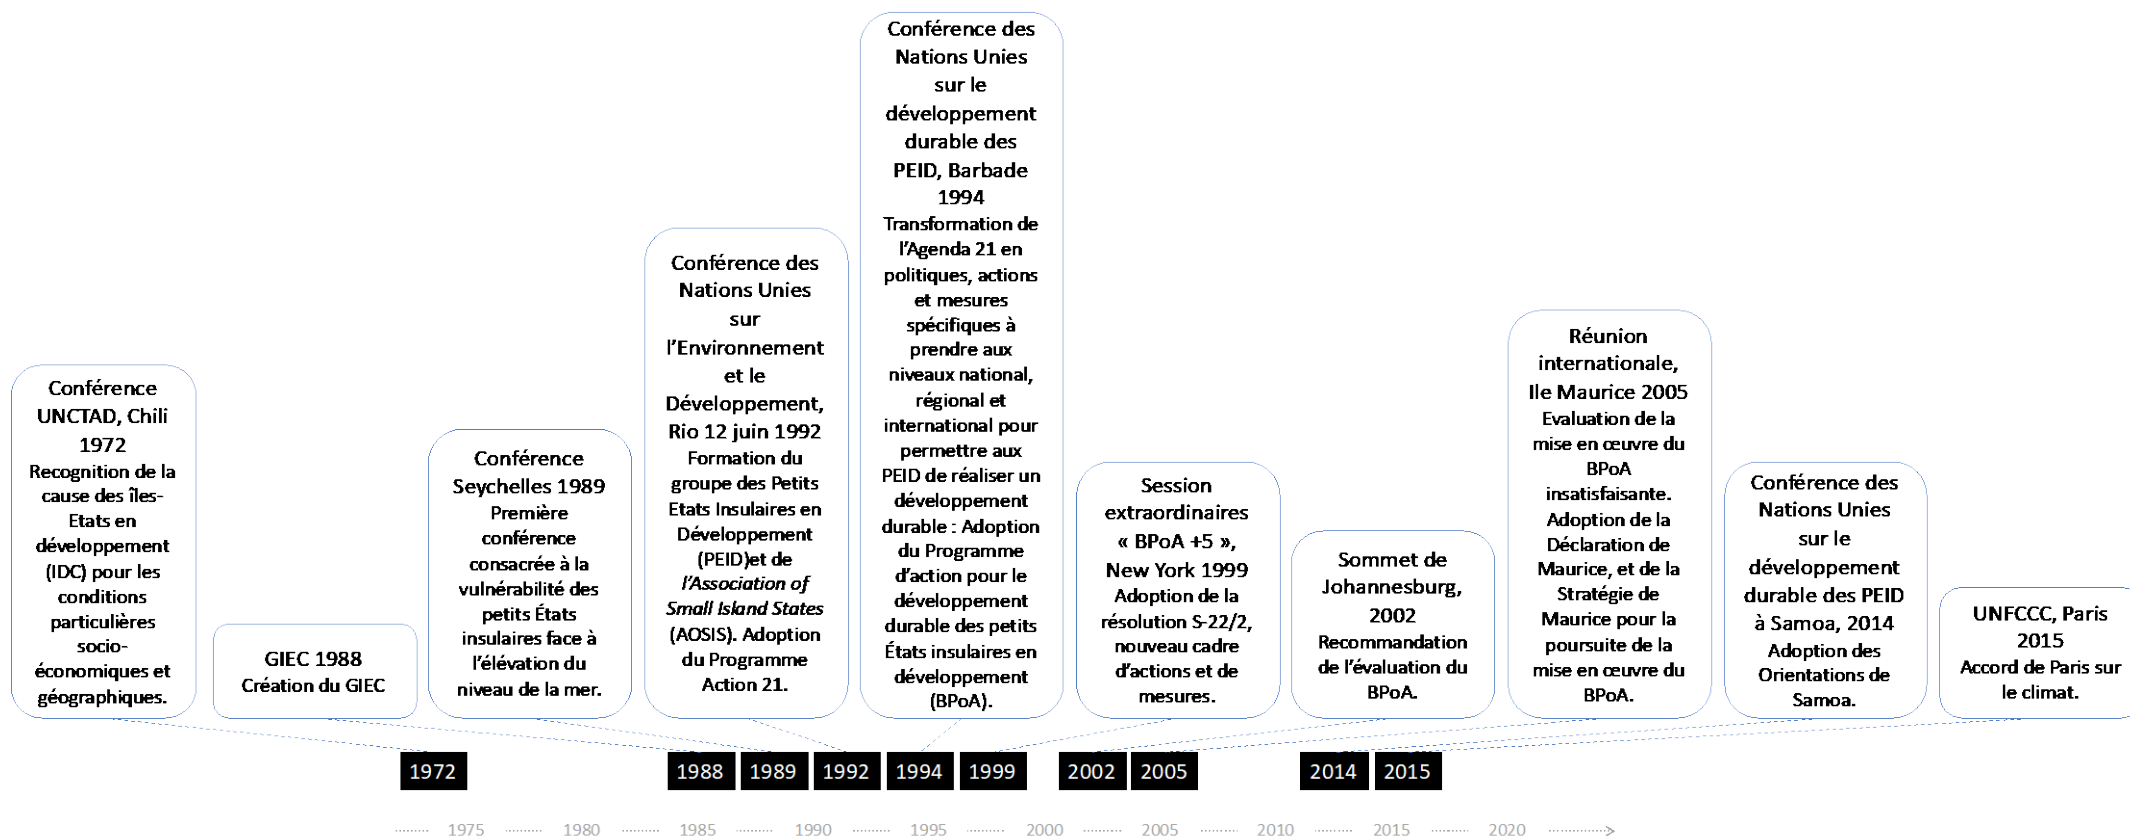 Conférence
UNCTAD, Chili
1972
Recognition de la
cause des îles-
Etats en
développement
(IDC) pour les
conditions
particulières
socio-
économiques et
géographiques.
GIEC 1988
Création du GIEC
Conférence
Seychelles 1989
Première
conférence
consacrée à la
vulnérabilité des
petits États
insulaires face à
l'élévation du
niveau de la mer.
Conférence des
Nations Unies
sur
l'Environnement
et le
Développement,
Rio 12 juin 1992
Formation du
groupe des Petits
Etats Insulaires en
Développement
(PEID)et de
l'Association of
Small Island States
(AOSIS). Adoption
du Programme
Action 21.
Conférence des
Nations Unies
sur le
développement
durable des
PEID, Barbade
1994
Transformation de
l'Agenda 21 en
politiques, actions
et mesures
spécifiques à
prendre aux
niveaux national,
régional et
international pour
permettre aux
PEID de réaliser un
développement
durable : Adoption
du Programme
d'action pour le
développement
durable des petits
États insulaires en
développement
(BPoA).
Session
extraordinaires
« BPoA +5 »,
New York 1999
Adoption de la
résolution S-22/2,
nouveau cadre
d'actions et de
mesures.
Sommet de
Johannesburg,
2002
Recommandation
de l'évaluation du
BPoA.
Réunion
internationale,
Ile Maurice 2005
Evaluation de la
mise en œuvre du
BPoA
insatisfaisante.
Adoption de la
Déclaration de
Maurice, et de la
Stratégie de
Maurice pour la
poursuite de la
mise en œuvre du
BPoA.
Conférence des
Nations Unies
sur le
développement
durable des PEID
à Samoa, 2014
Adoption des
Orientations de
Samoa.
UNFCCC, Paris
2015
Accord de Paris sur
le climat.
1972 1988 1989 1992 1994 1999 2002 2005 2014 2015
1975 1980 1985 1990 1995 2000 2005 2010 2015 2020